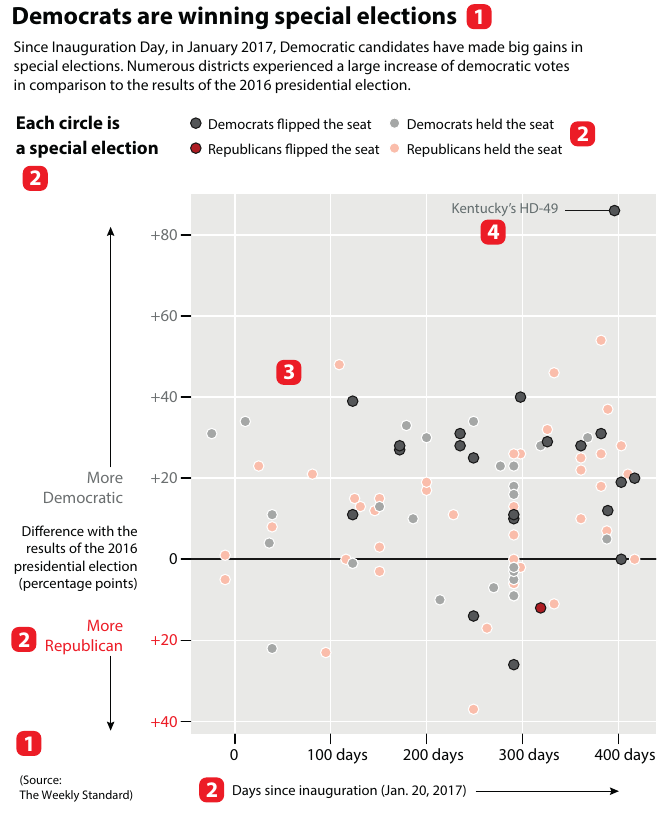 Democrats are winning special elections 1
Since Inauguration Day, in January 2017, Democratic candidates have made big gains in
special elections. Numerous districts experienced a large increase of democratic votes
in comparison to the results of the 2016 presidential election.
Each circle is
a special election
2
Democrats flipped the seat
Democrats held the seat
Republicans flipped the seat
Republicans held the seat
2
Kentucky's HD-49
4
+80
+60
3
+40
+20
0
+20
+40
More
Democratic
Difference with the
results of the 2016
presidential election
(percentage points)
2
More
Republican
1
0
100 days
200 days
300 days
400 days
(Source:
The Weekly Standard)
2 Days since inauguration (Jan. 20, 2017)